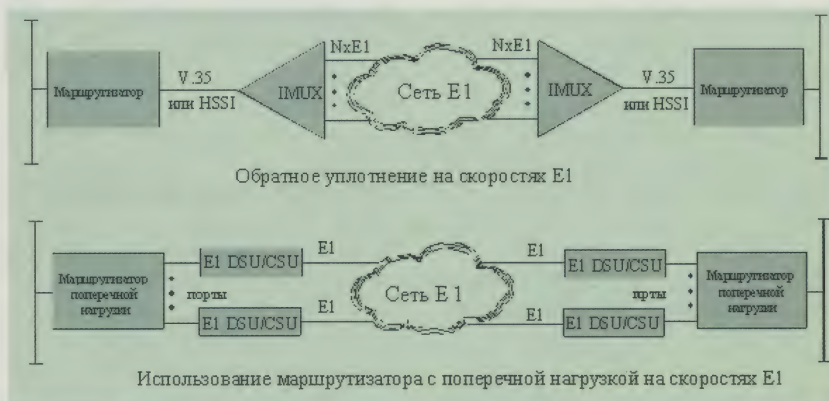 NxE1 NxE1
V.35 V.35
Маршрутизатор IMUX Сеть E1 IMUX Маршрутизатор
или HSSI или HSSI
Обратное уплотнение на скоростях E1
E1 DSU/CSU E1 E1 E1 DSU/CSU
Маршрутизатор поперечной нагрузки порты Сеть E1 Маршрутизатор поперечной нагрузки
E1 DSU/CSU E1 E1 E1 DSU/CSU
Использование маршрутизатора с поперечной нагрузкой на скоростях E1